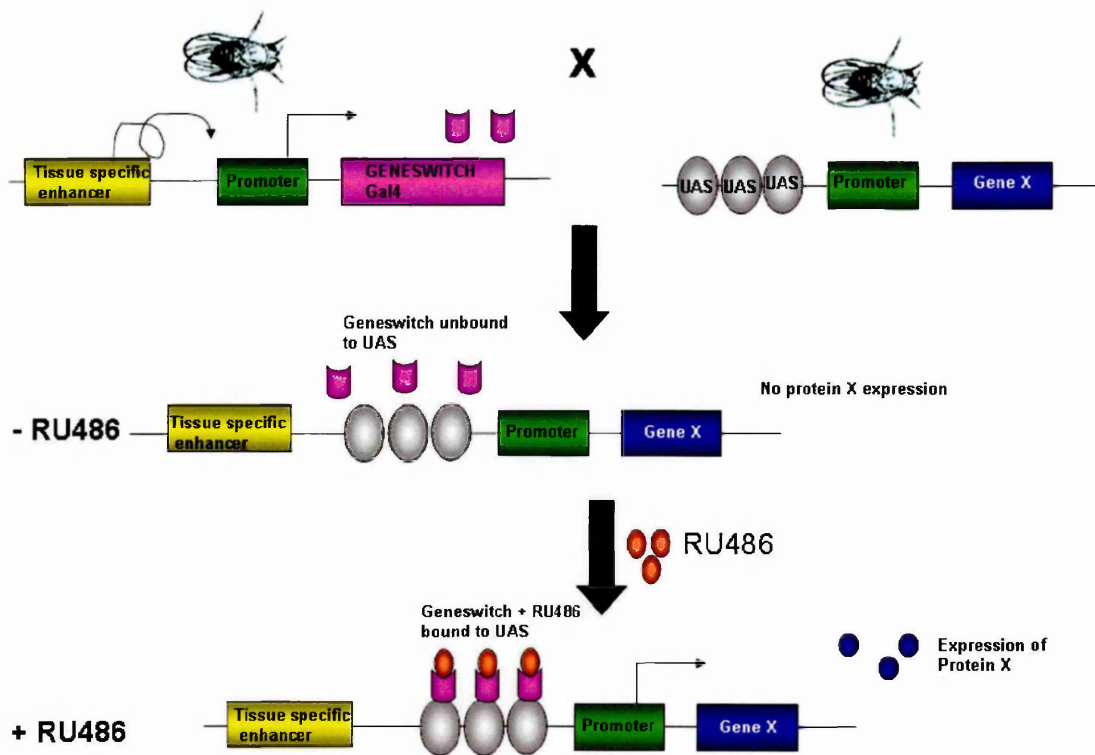 X
Tissue specific
enhancer
Promoter
GENESWITCH
Gal4
UAS
UAS
UAS
Promoter
Gene X
Geneswitch unbound
to UAS
No protein X expression
- RU486
Tissue specific
enhancer
Promoter
Gene X
RU486
Geneswitch + RU486
bound to UAS
Expression of
Protein X
+ RU486
Tissue specific
enhancer
Promoter
Gene X